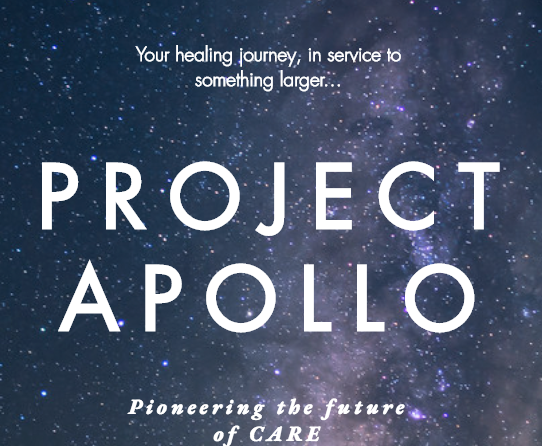 Your healing journey, in service to
something larger...
PROJECT
APOLLO
Pioneering the future
of CARE